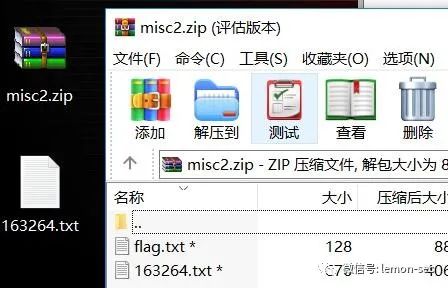 misc2.zip
163264.txt
misc2.zip (评估版本)
文件(F) 命令(C) 工具(S) 收藏夹(O) 选项(N)
添加 解压到 测试 查看 删除
misc2.zip - ZIP 压缩文件, 解包大小为 8
名称 大小 压缩后大小
..
flag.txt * 128 88
163264.txt *
微信号: lemon-sec